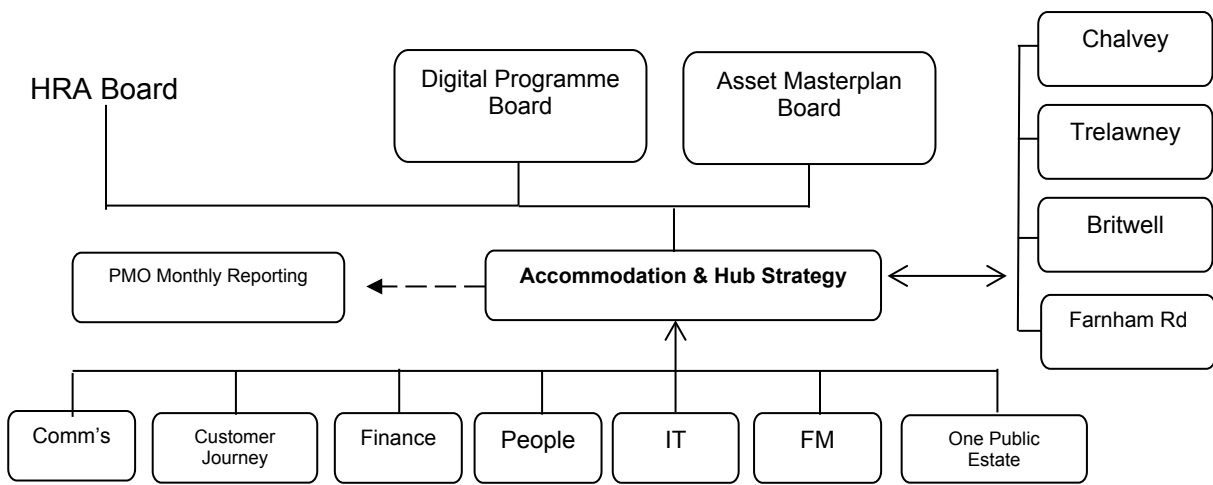 HRA Board
Digital Programme
Board
Asset Masterplan
Board
Chalvey
Trelawney
Britwell
Farnham Rd
PMO Monthly Reporting
Accommodation & Hub Strategy
Comm’s
Customer
Journey
Finance
People
IT
FM
One Public
Estate